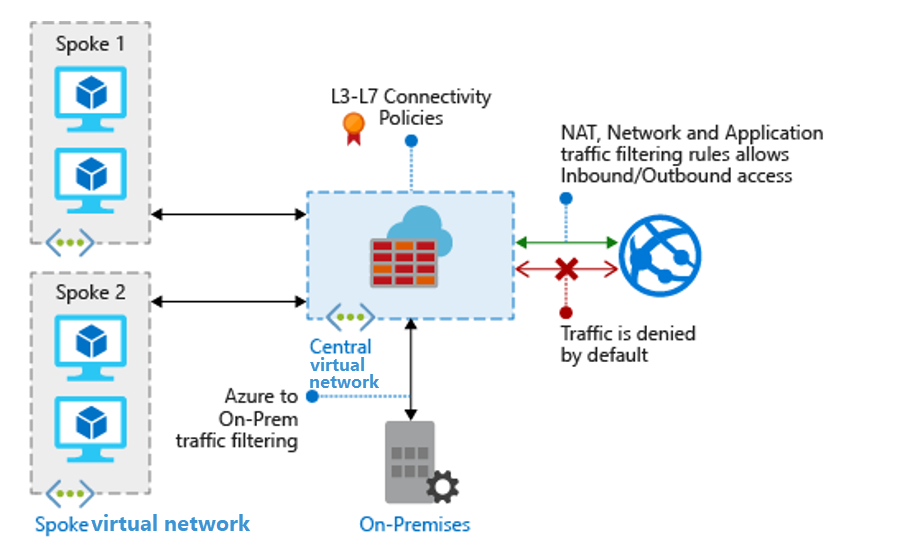 Spoke 1
L3-L7 Connectivity
Policies
NAT, Network and Application
traffic filtering rules allows
Inbound/Outbound access
Spoke 2
Traffic is denied
by default
Central
virtual
network
Azure to
On-Prem
traffic filtering
Spoke virtual network
On-Premises